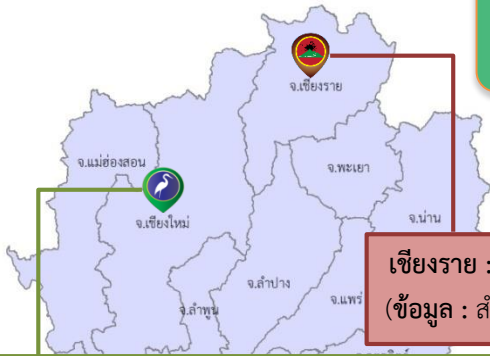 จ.เชียงราย
จ.แม่ฮ่องสอน
จ.พะเยา
จ.เชียงใหม่
จ.น่าน
จ.ลำปาง
จ.แพร่
จ.ลำพูน
เชียงราย :
(ข้อมูล :